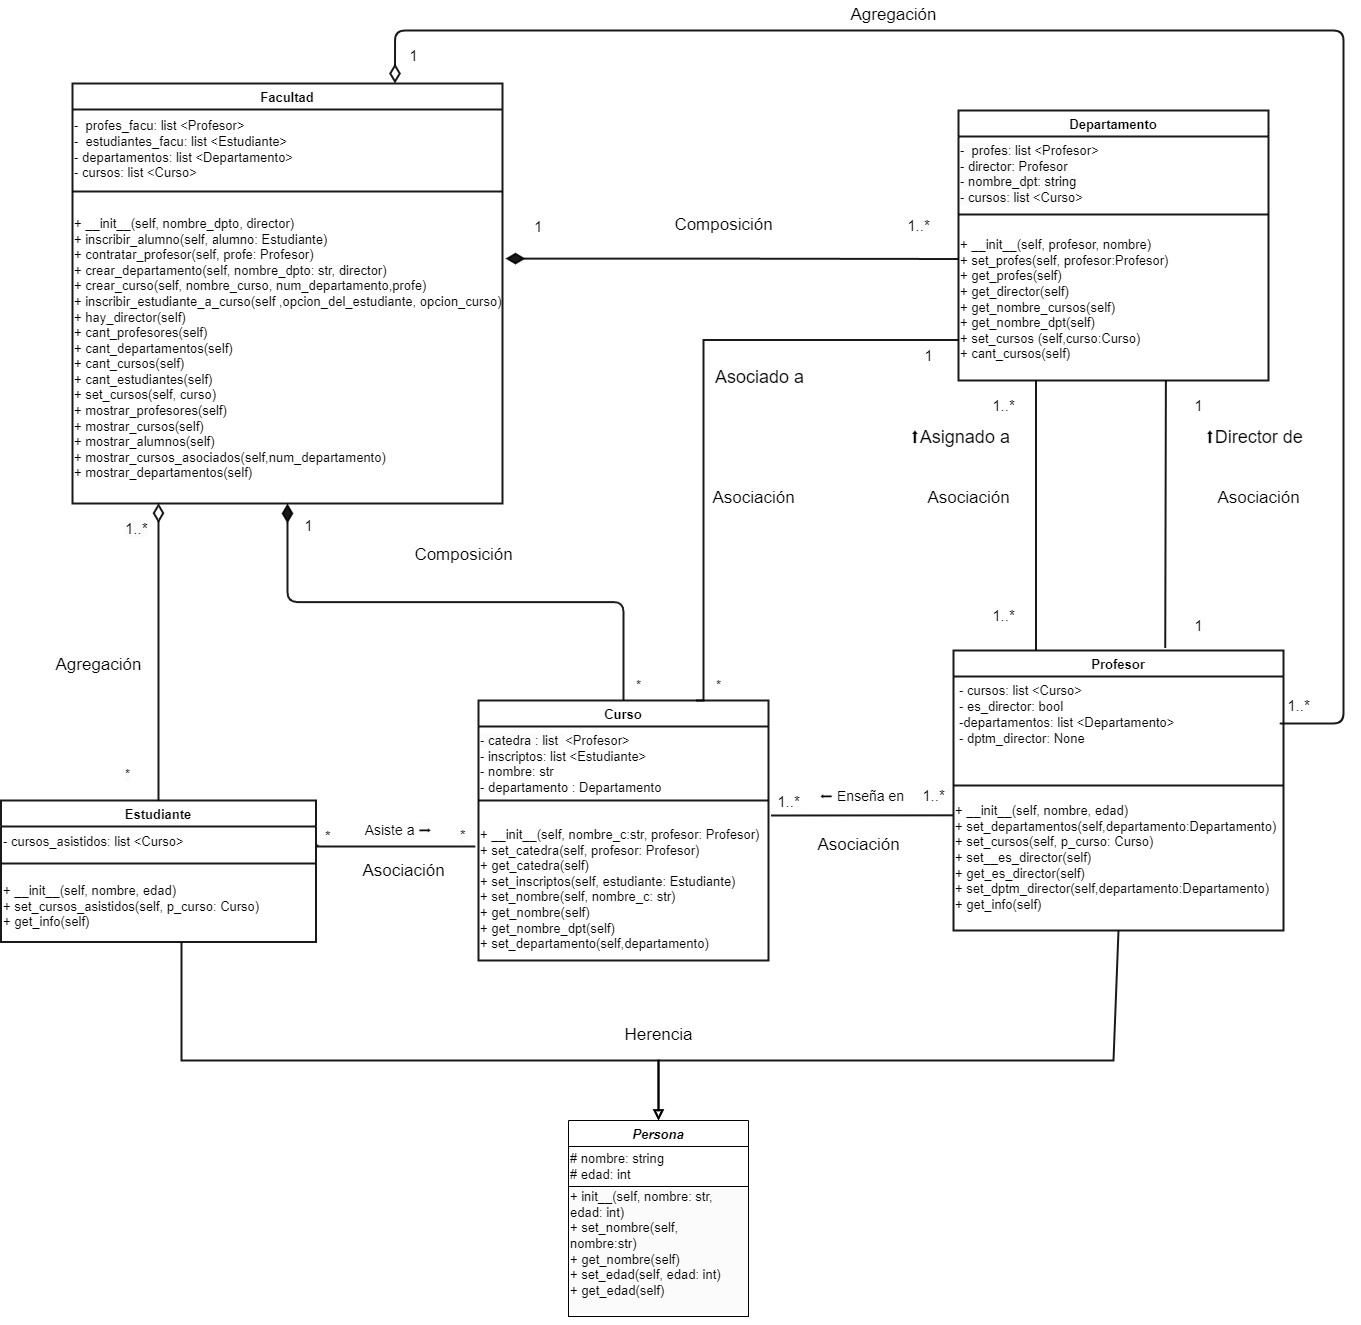 Agregación
1
Facultad
-  profes_facu: list <Profesor>
-  estudiantes_facu: list <Estudiante>
- departamentos: list <Departamento>
- cursos: list <Curso>
+ __init__(self, nombre_dpto, director)
+ inscribir_alumno(self, alumno: Estudiante)
+ contratar_profesor(self, profe: Profesor)
+ crear_departamento(self, nombre_dpto: str, director)
+ crear_curso(self, nombre_curso, num_departamento,profe)
+ inscribir_estudiante_a_curso(self ,opcion_del_estudiante, opcion_curso)
+ hay_director(self)
+ cant_profesores(self)
+ cant_departamentos(self)
+ cant_cursos(self)
+ cant_estudiantes(self)
+ set_cursos(self, curso)
+ mostrar_profesores(self)
+ mostrar_cursos(self)
+ mostrar_alumnos(self)
+ mostrar_cursos_asociados(self,num_departamento)
+ mostrar_departamentos(self)
1
Composición
1..*
Departamento
-  profes: list <Profesor>
- director: Profesor
- nombre_dpt: string
- cursos: list <Curso>
+ __init__(self, profesor, nombre)
+ set_profes(self, profesor:Profesor)
+ get_profes(self)
+ get_director(self)
+ get_nombre_cursos(self)
+ get_nombre_dpt(self)
+ set_cursos (self,curso:Curso)
+ cant_cursos(self)
1
Asociado a
Asociación
*
1..*
⭡Asignado a
Asociación
1..*
1
⭡Director de
Asociación
1
1..*
1..*
Agregación
*
1
Composición
*
Estudiante
- cursos_asistidos: list <Curso>
+ __init__(self, nombre, edad)
+ set_cursos_asistidos(self, p_curso: Curso)
+ get_info(self)
*
Asiste a ⭢
*
Asociación
Curso
- catedra : list  <Profesor>
- inscriptos: list <Estudiante>
- nombre: str
- departamento : Departamento
+ __init__(self, nombre_c:str, profesor: Profesor)
+ set_catedra(self, profesor: Profesor)
+ get_catedra(self)
+ set_inscriptos(self, estudiante: Estudiante)
+ set_nombre(self, nombre_c: str)
+ get_nombre(self)
+ get_nombre_dpt(self)
+ set_departamento(self,departamento)
1..*
⭠ Enseña en
1..*
Asociación
Profesor
- cursos: list <Curso>
- es_director: bool
-departamentos: list <Departamento>
- dptm_director: None
+ __init__(self, nombre, edad)
+ set_departamentos(self,departamento:Departamento)
+ set_cursos(self, p_curso: Curso)
+ set__es_director(self)
+ get_es_director(self)
+ set_dptm_director(self,departamento:Departamento)
+ get_info(self)
Herencia
Persona
# nombre: string
# edad: int
+ init__(self, nombre: str,
edad: int)
+ set_nombre(self,
nombre:str)
+ get_nombre(self)
+ set_edad(self, edad: int)
+ get_edad(self)